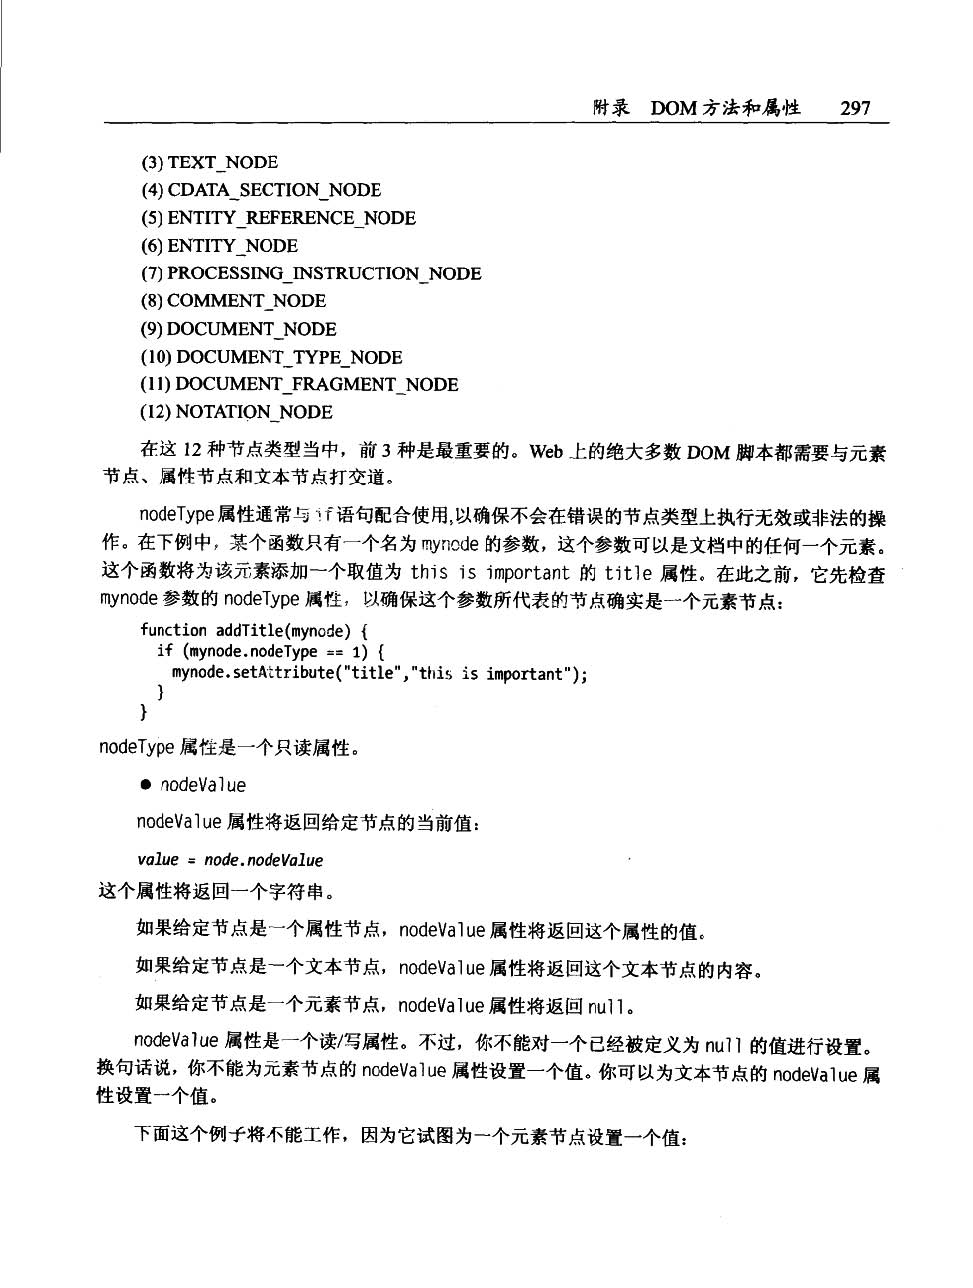 附录 DOM 方法和属性 297
(3) TEXT_NODE
(4) CDATA_SECTION_NODE
(5) ENTITY_REFERENCE_NODE
(6) ENTITY_NODE
(7) PROCESSING_INSTRUCTION_NODE
(8) COMMENT_NODE
(9) DOCUMENT_NODE
(10) DOCUMENT_TYPE_NODE
(11) DOCUMENT_FRAGMENT_NODE
(12) NOTATION_NODE
在这 12 种节点类型当中，前 3 种是最重要的。Web 上的绝大多数 DOM 脚本都需要与元素
节点、属性节点和文本节点打交道。
nodeType 属性通常与 if 语句配合使用,以确保不会在错误的节点类型上执行无效或非法的操
作。在下例中，某个函数只有一个名为 mynode 的参数，这个参数可以是文档中的任何一个元素。
这个函数将为该元素添加一个取值为 this is important 的 title 属性。在此之前，它先检查
mynode 参数的 nodeType 属性，以确保这个参数所代表的节点确实是一个元素节点：
function addTitle(mynode) {
if (mynode.nodeType == 1) {
mynode.setAttribute("title","this is important");
}
}
nodeType 属性是一个只读属性。
● nodeValue
nodeValue 属性将返回给定节点的当前值：
value = node.nodeValue
这个属性将返回一个字符串。
如果给定节点是一个属性节点，nodeValue 属性将返回这个属性的值。
如果给定节点是一个文本节点，nodeValue 属性将返回这个文本节点的内容。
如果给定节点是一个元素节点，nodeValue 属性将返回 null。
nodeValue 属性是一个读/写属性。不过，你不能对一个已经被定义为 null 的值进行设置。
换句话说，你不能为元素节点的 nodeValue 属性设置一个值。你可以为文本节点的 nodeValue 属
性设置一个值。
下面这个例子将不能工作，因为它试图为一个元素节点设置一个值：